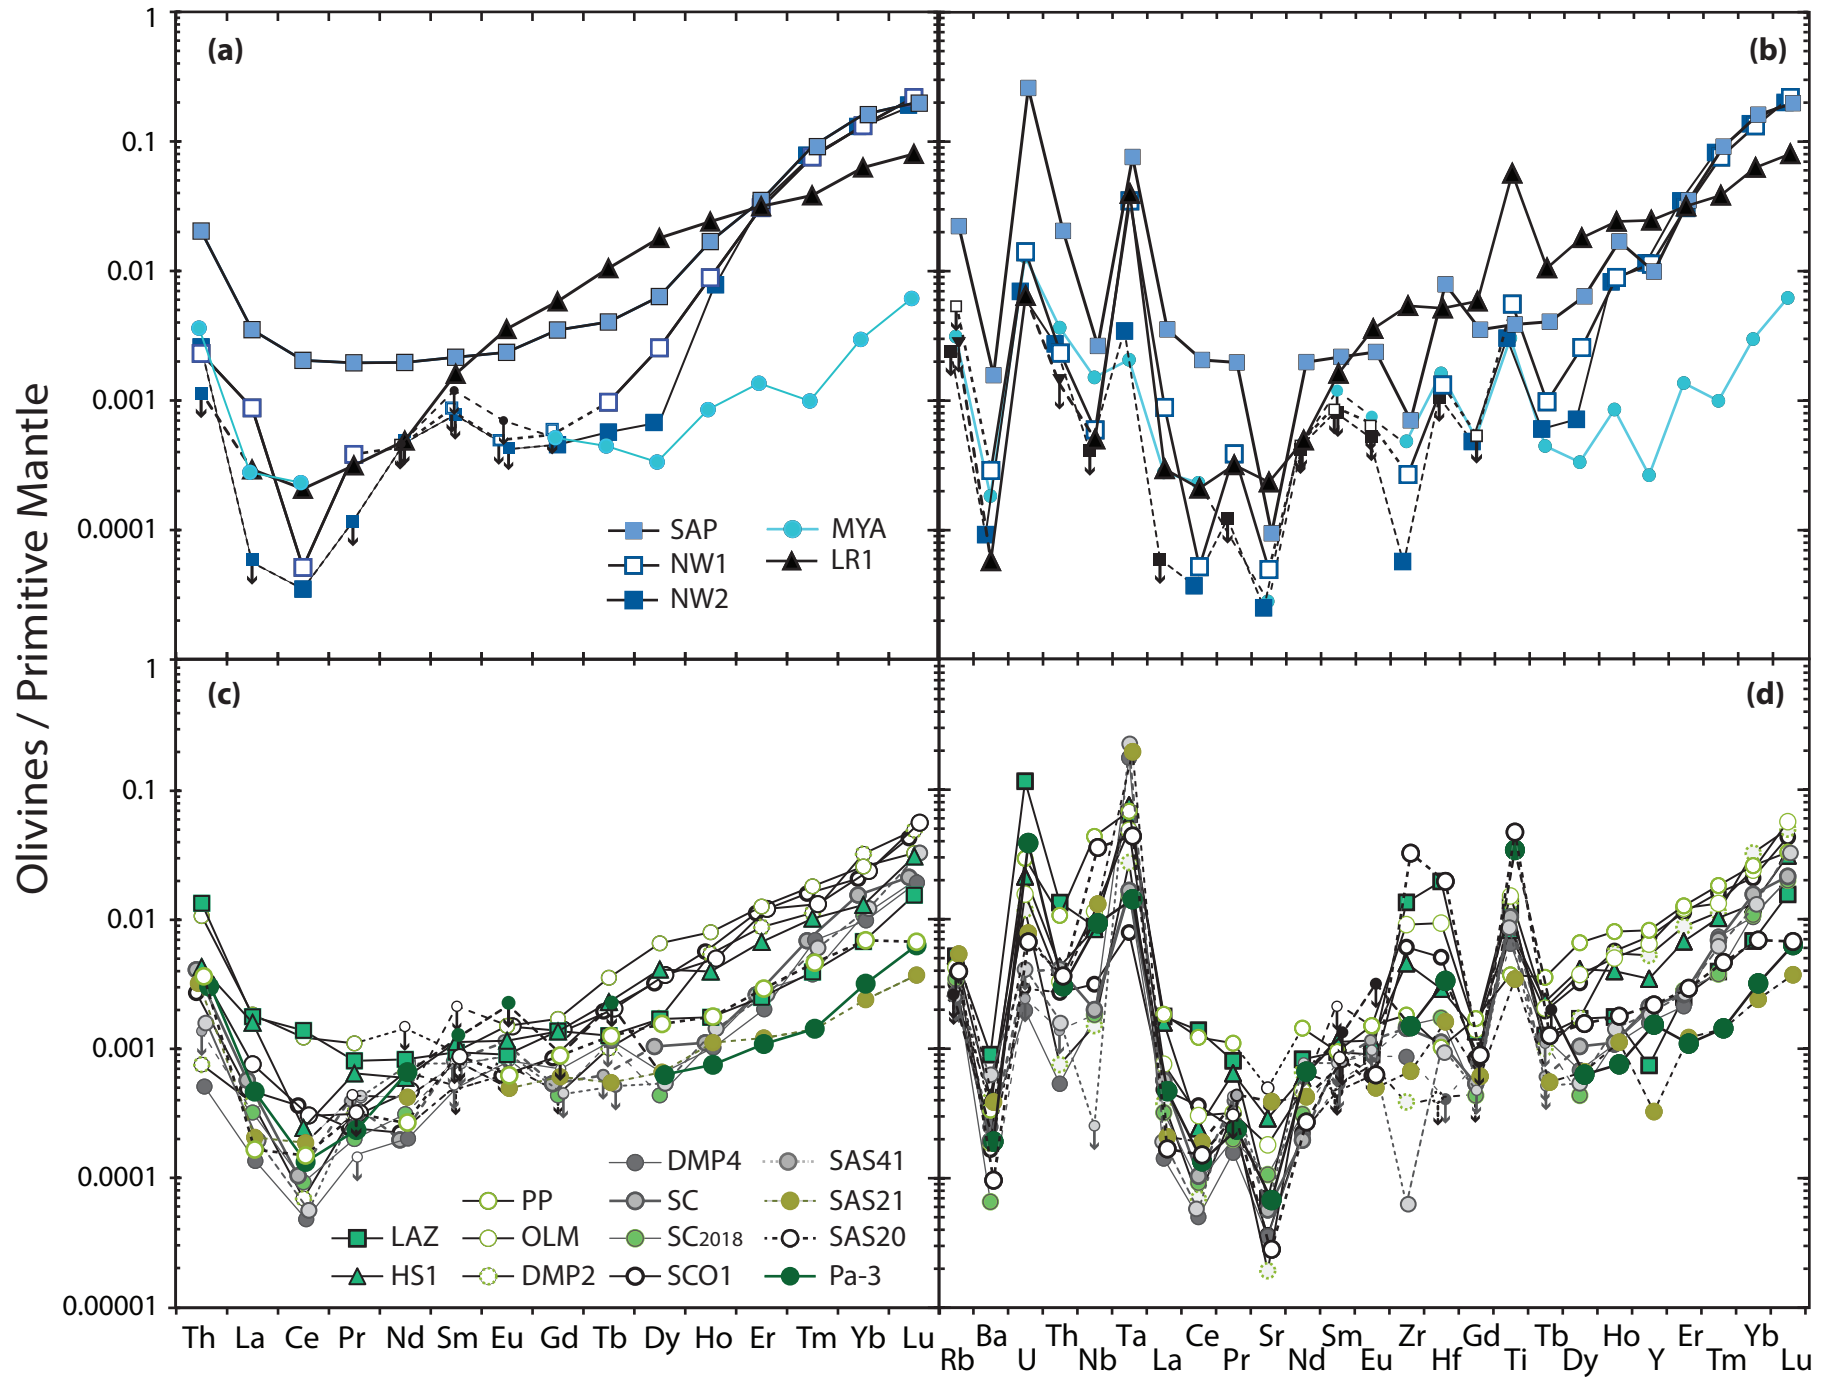 Olivines / Primitive Mantle
1
0.1
0.01
0.001
0.0001
(a)
SAP
NW1
NW2
MYA
LR1
(b)
1
0.1
0.01
0.001
0.0001
0.00001
(c)
DMP4
SAS41
PP
SC
SAS21
LAZ
OLM
SC2018
SAS20
HS1
DMP2
SCO1
Pa-3
(d)
Th La Ce Pr Nd Sm Eu Gd Tb Dy Ho Er Tm Yb Lu
Ba Th Ta Ce Sr Sm Zr Gd Tb Ho Er Yb
Rb U Nb La Pr Nd Eu Hf Ti Dy Y Tm Lu